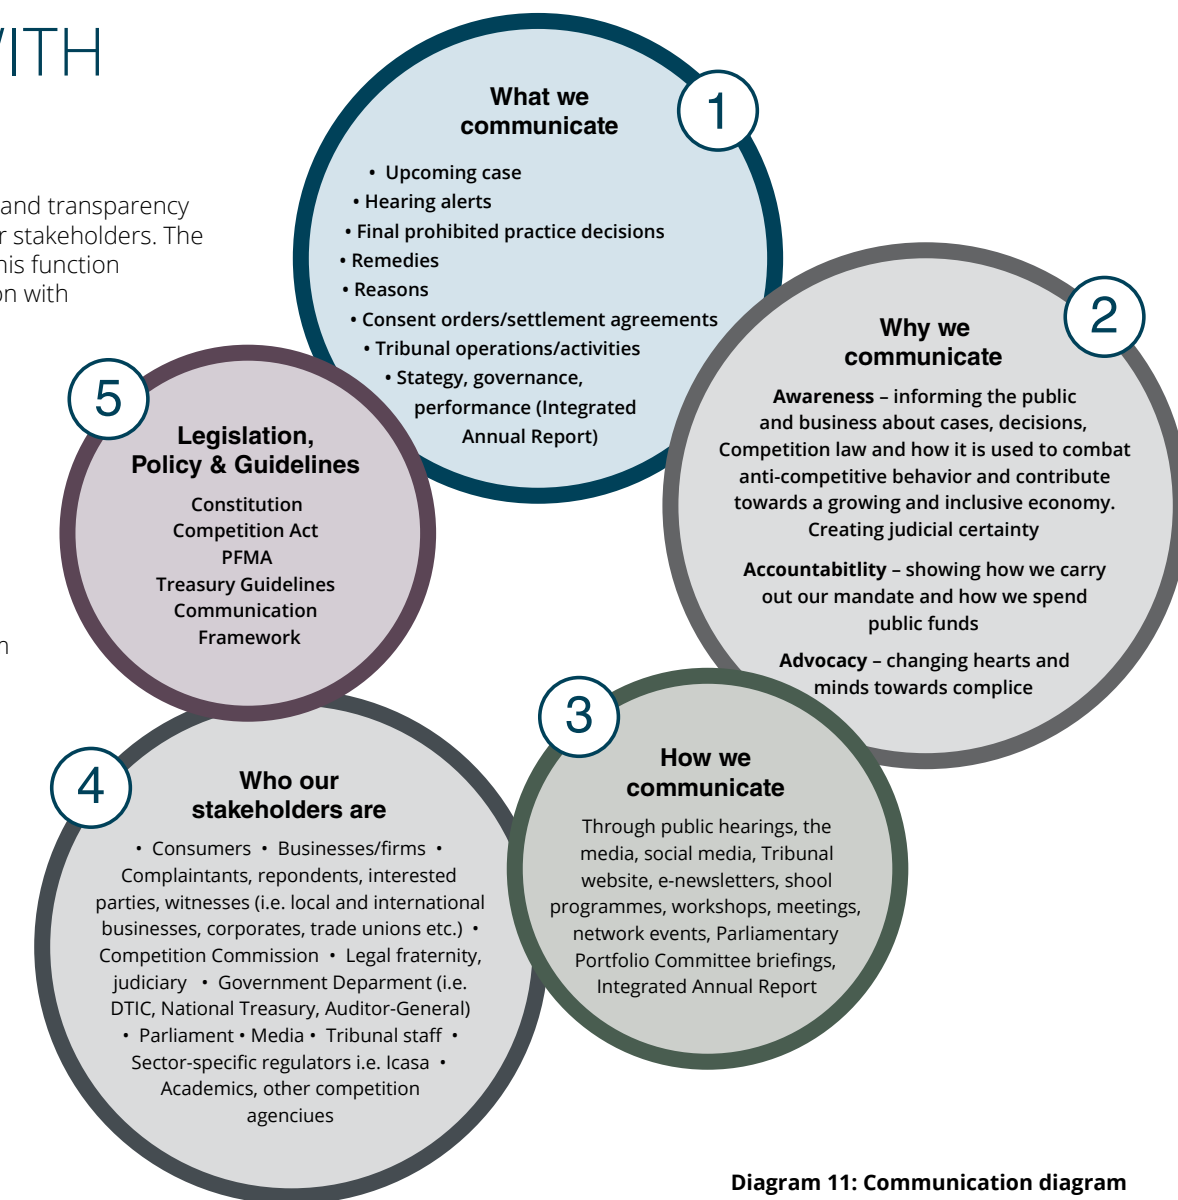 WITH
and transparency
r stakeholders. The
his function
on with
1
What we
communicate
• Upcoming case
• Hearing alerts
• Final prohibited practice decisions
• Remedies
• Reasons
• Consent orders/settlement agreements
• Tribunal operations/activities
• Stategy, governance,
performance (Integrated
Annual Report)
2
Why we
communicate
Awareness – informing the public
and business about cases, decisions,
Competition law and how it is used to combat
anti-competitive behavior and contribute
towards a growing and inclusive economy.
Creating judicial certainty
Accountabitlity – showing how we carry
out our mandate and how we spend
public funds
Advocacy – changing hearts and
minds towards complice
3
How we
communicate
Through public hearings, the
media, social media, Tribunal
website, e-newsletters, shool
programmes, workshops, meetings,
network events, Parliamentary
Portfolio Committee briefings,
Integrated Annual Report
4
Who our
stakeholders are
• Consumers • Businesses/firms •
Complainants, repondents, interested
parties, witnesses (i.e. local and international
businesses, corporates, trade unions etc.) •
Competition Commission • Legal fraternity,
judiciary • Government Deparment (i.e.
DTIC, National Treasury, Auditor-General)
• Parliament • Media • Tribunal staff •
Sector-specific regulators i.e. Icasa •
Academics, other competition
agenciues
5
Legislation,
Policy & Guidelines
Constitution
Competition Act
PFMA
Treasury Guidelines
Communication
Framework
Diagram 11: Communication diagram